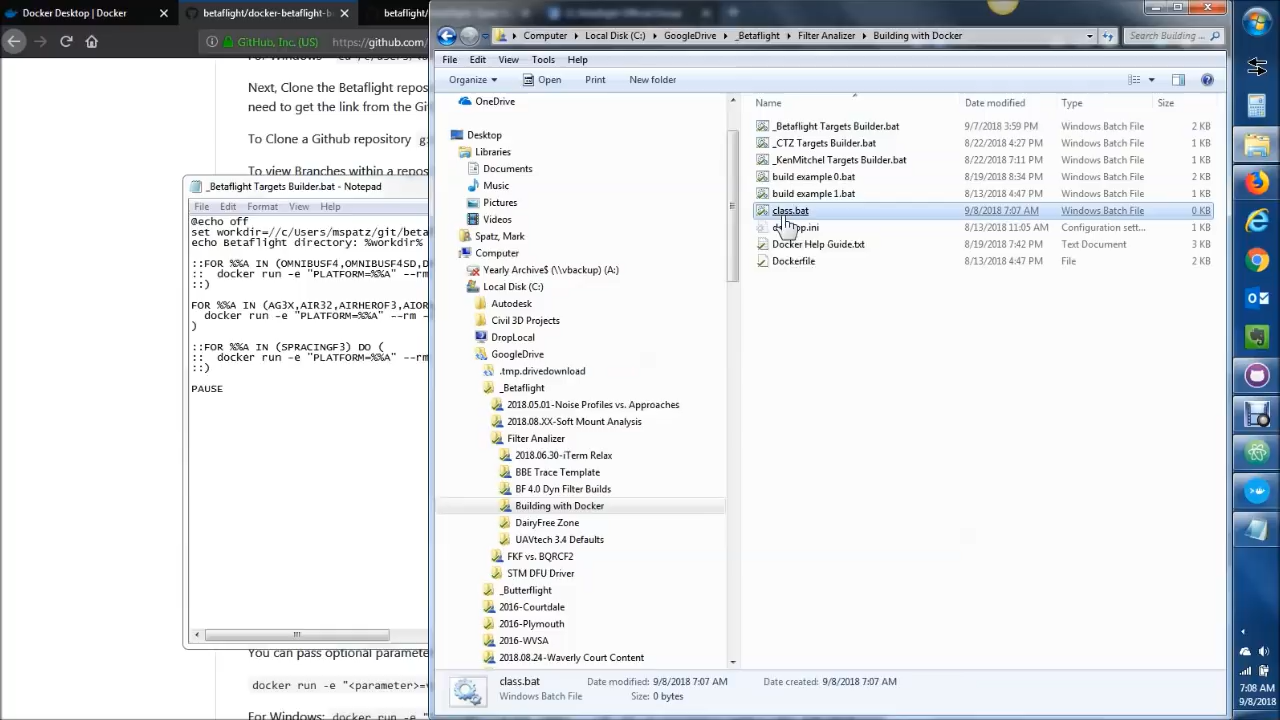 Docker Desktop | Docker
betaflight/docker-betaflight-b
betaflight/
GitHub, Inc. (US)
https://github.com
For Windows
Next, Clone the Betaflight repos
need to get the link from the Gi
To Clone a Github repository
To view Branches within a repos
_Betaflight Targets Builder.bat - Notepad
File Edit Format View Help
@echo off
set workdir=//c/Users/mspatz/git/beta
echo Betaflight directory: %workdir%
::FOR %%A IN (OMNIBUSF4,OMNIBUSF4SD,D
:: docker run -e "PLATFORM=%%A" --rm
::)
FOR %%A IN (AG3X,AIR32,AIRHEROF3,AIOR
docker run -e "PLATFORM=%%A" --rm -
)
::FOR %%A IN (SPRACINGF3) DO (
:: docker run -e "PLATFORM=%%A" --rm
::)
PAUSE
You can pass optional paramete
docker run -e "<parameter>=
For Windows: docker run -e "
Computer Local Disk (C:) GoogleDrive _Betaflight Filter Analizer Building with Docker
Search Building ...
File Edit View Tools Help
Organize Open Print New folder
OneDrive
Desktop
Libraries
Documents
Music
Pictures
Videos
Spatz, Mark
Computer
Yearly Archive$ (\\vbackup) (A:)
Local Disk (C:)
Autodesk
Civil 3D Projects
DropLocal
GoogleDrive
.tmp.drivedownload
_Betaflight
2018.05.01-Noise Profiles vs. Approaches
2018.08.XX-Soft Mount Analysis
Filter Analizer
2018.06.30-iTerm Relax
BBE Trace Template
BF 4.0 Dyn Filter Builds
Building with Docker
DairyFree Zone
UAVtech 3.4 Defaults
FKF vs. BQRCF2
STM DFU Driver
_Butterflight
2016-Courtdale
2016-Plymouth
2016-WVSA
2018.08.24-Waverly Court Content
Name Date modified Type Size
_Betaflight Targets Builder.bat 9/7/2018 3:59 PM Windows Batch File 2 KB
_CTZ Targets Builder.bat 8/22/2018 4:27 PM Windows Batch File 1 KB
_KenMitchel Targets Builder.bat 8/22/2018 7:11 PM Windows Batch File 1 KB
build example 0.bat 8/19/2018 8:34 PM Windows Batch File 1 KB
build example 1.bat 8/13/2018 4:47 PM Windows Batch File 1 KB
class.bat 9/8/2018 7:07 AM Windows Batch File 0 KB
8/13/2018 11:05 AM Configuration sett... 1 KB
Docker Help Guide.txt 8/19/2018 7:42 PM Text Document 2 KB
Dockerfile 8/13/2018 4:47 PM File 2 KB
class.bat Date modified: 9/8/2018 7:07 AM Date created: 9/8/2018 7:07 AM
Windows Batch File Size: 0 bytes
7:08 AM
9/8/2018